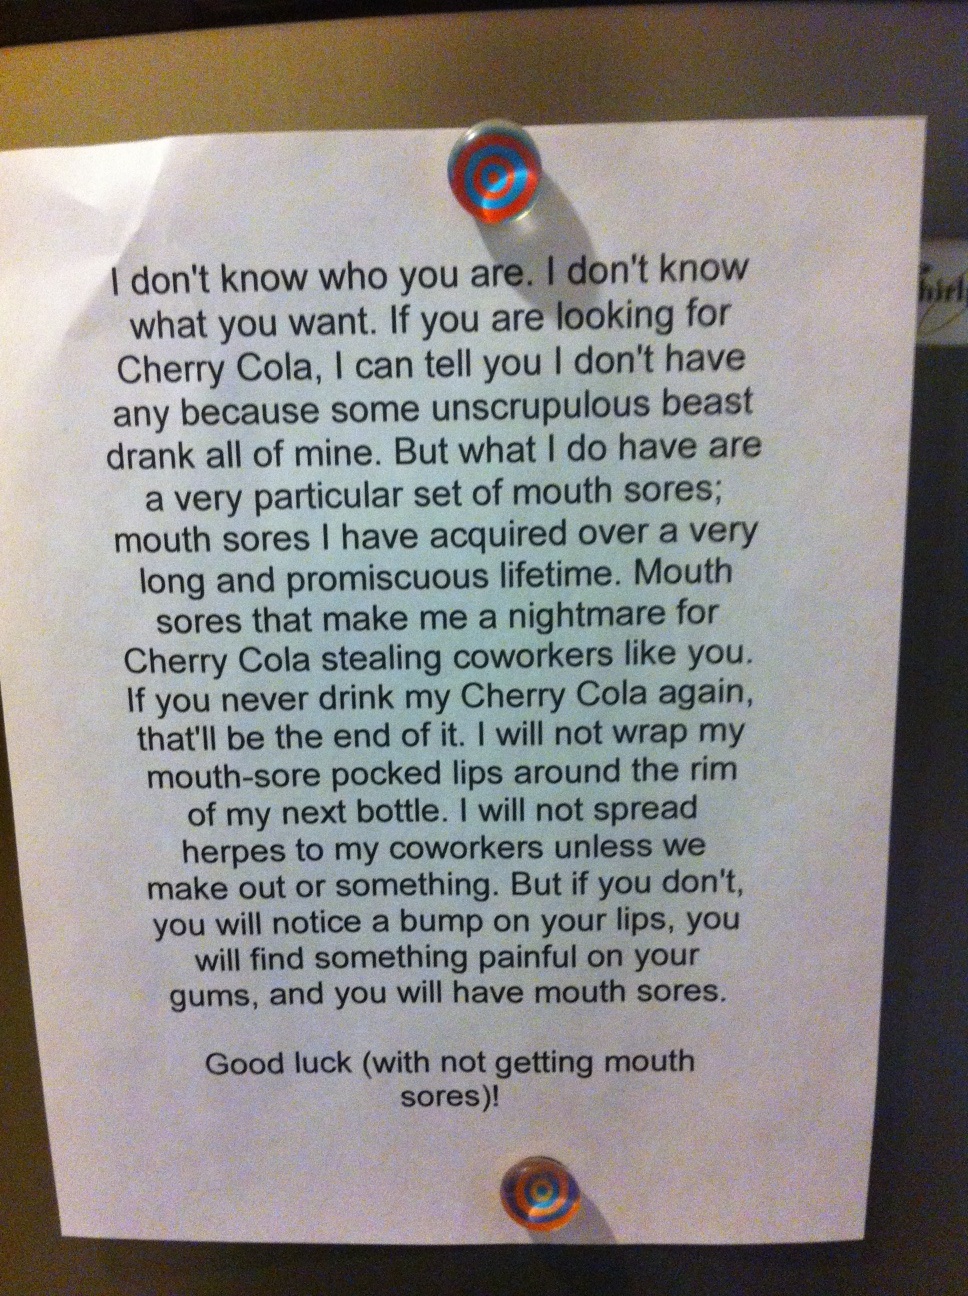 I don't know who you are. I don't know
what you want. If you are looking for
Cherry Cola, I can tell you I don't have
any because some unscrupulous beast
drank all of mine. But what I do have are
a very particular set of mouth sores;
mouth sores I have acquired over a very
long and promiscuous lifetime. Mouth
sores that make me a nightmare for
Cherry Cola stealing coworkers like you.
If you never drink my Cherry Cola again,
that'll be the end of it. I will not wrap my
mouth-sore pocked lips around the rim
of my next bottle. I will not spread
herpes to my coworkers unless we
make out or something. But if you don't,
you will notice a bump on your lips, you
will find something painful on your
gums, and you will have mouth sores.
Good luck (with not getting mouth
sores)!